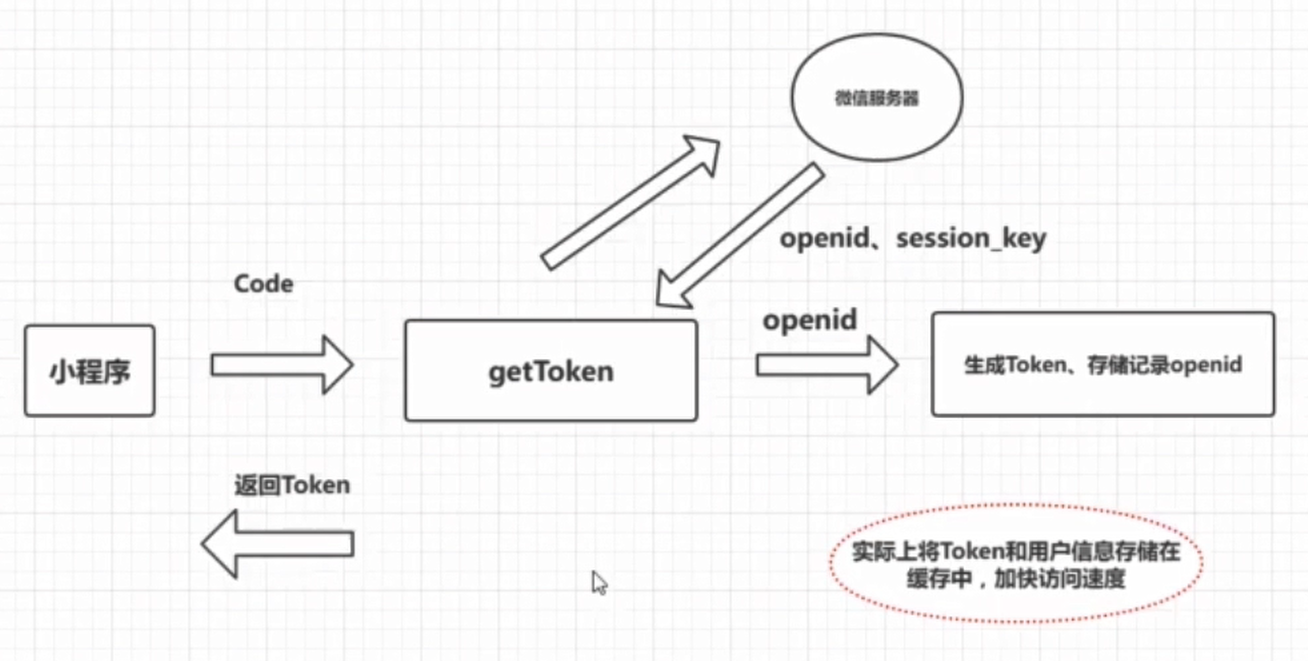 微信服务器
openid、session_key
Code
openid
小程序
getToken
生成Token、存储记录openid
返回Token
实际上将Token和用户信息存储在
缓存中，加快访问速度